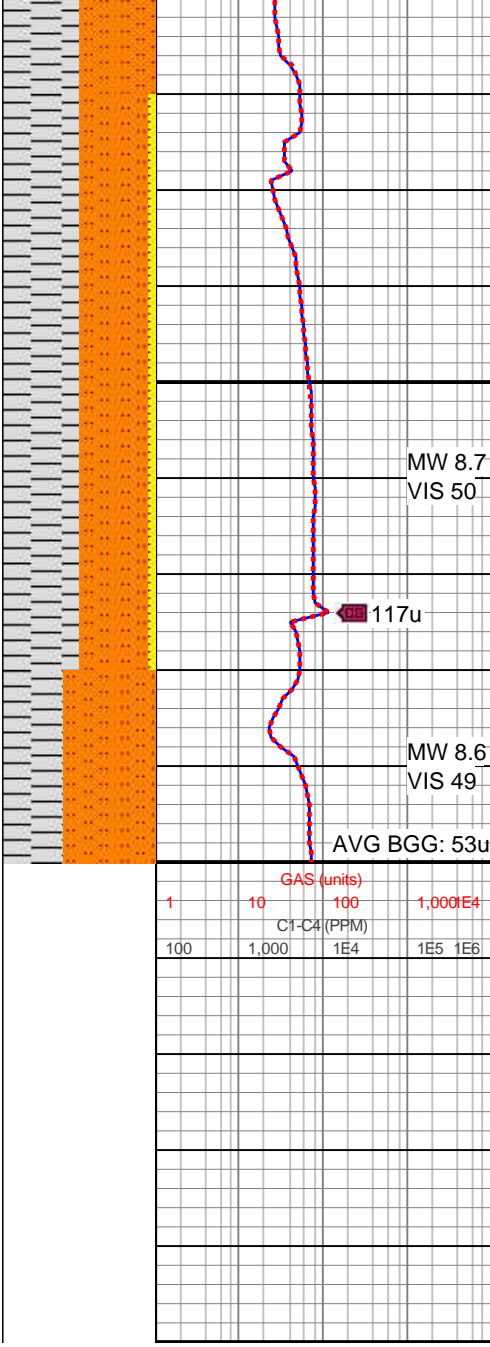 MW 8.7
VIS 50
CG 117u
MW 8.6
VIS 49
AVG BGG: 53u
GAS (units)
1 10 100 1,000 1E4
C1-C4 (PPM)
100 1,000 1E4 1E5 1E6